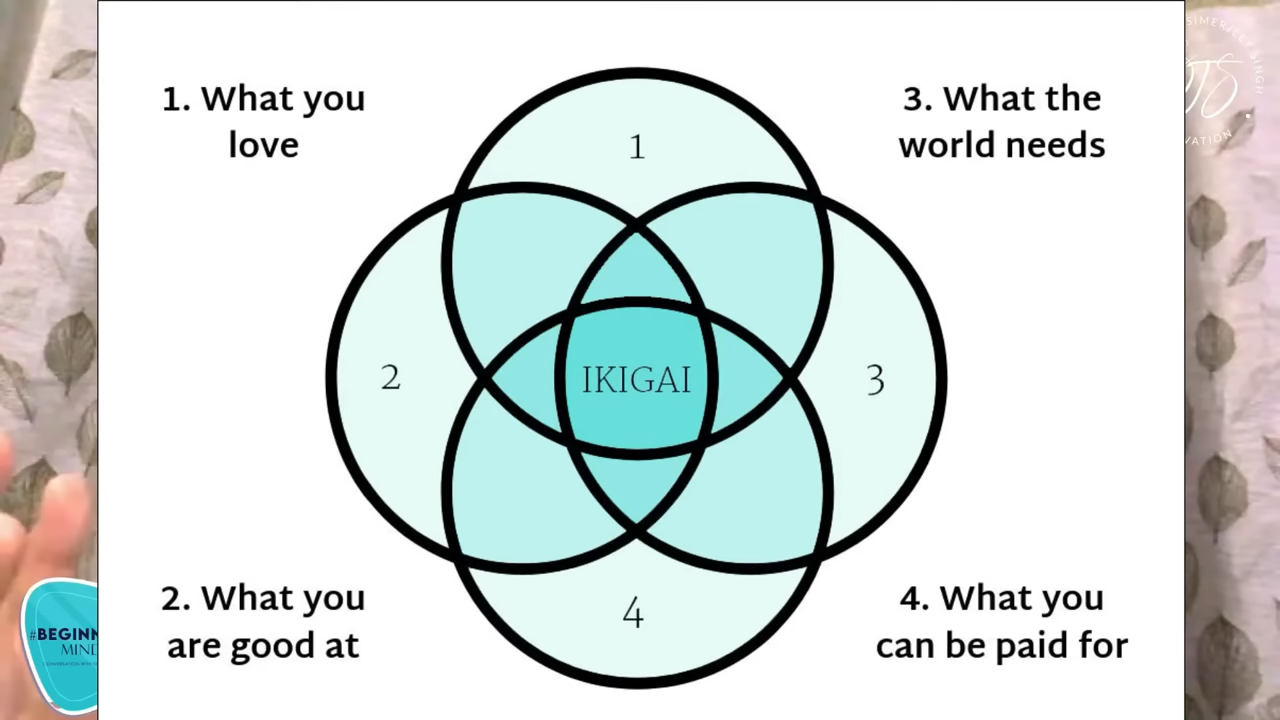 1. What you
love
3. What the
world needs
1
2
IKIGAI
3
4
2. What you
are good at
4. What you
can be paid for
MIND